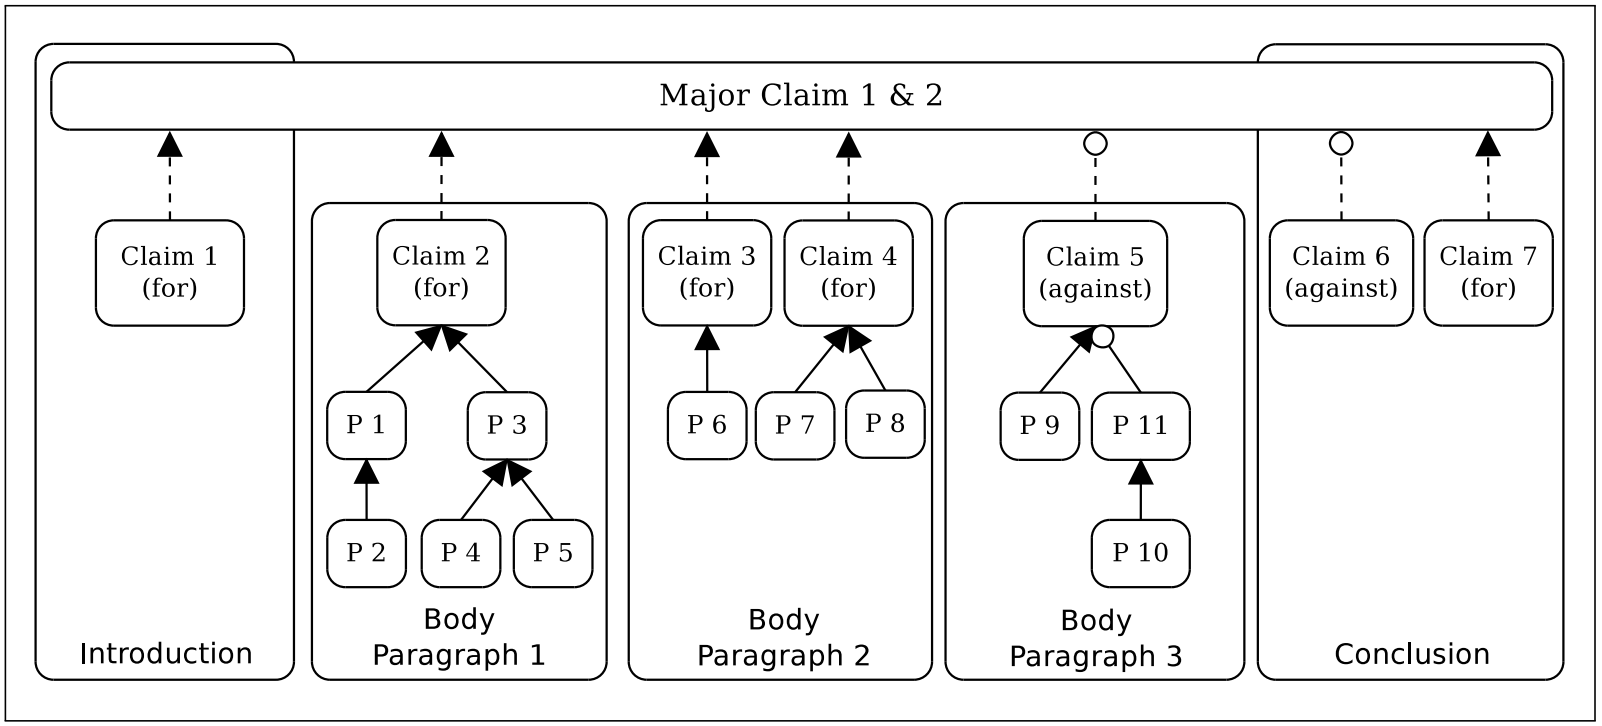 Major Claim 1 & 2
Claim 1
(for)
Claim 2
(for)
Claim 3
(for)
Claim 4
(for)
Claim 5
(against)
Claim 6
(against)
Claim 7
(for)
P 1
P 3
P 6
P 7
P 8
P 9
P 11
P 2
P 4
P 5
P 10
Introduction
Body
Paragraph 1
Body
Paragraph 2
Body
Paragraph 3
Conclusion